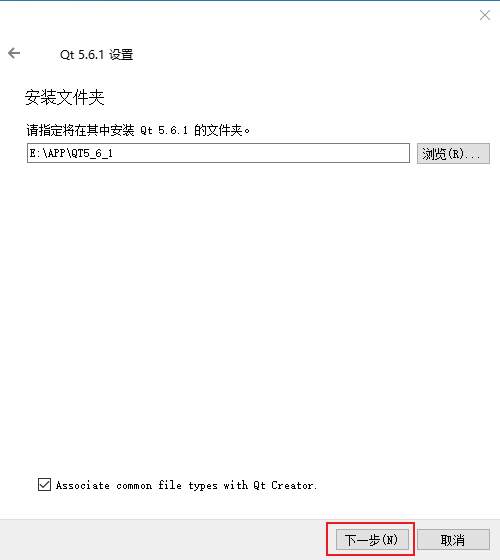 Qt 5.6.1 设置
安装文件夹
请指定将在其中安装 Qt 5.6.1 的文件夹。
E:\APP\QT5_6_1
浏览(R)...
Associate common file types with Qt Creator.
下一步(N)
取消